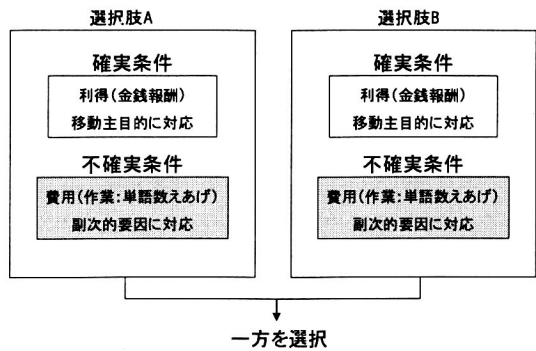 選択肢A
確実条件
利得(金銭報酬)
移動主目的に対応
不確実条件
費用(作業:単語数えあげ)
副次的要因に対応
選択肢B
確実条件
利得(金銭報酬)
移動主目的に対応
不確実条件
費用(作業:単語数えあげ)
副次的要因に対応
一方を選択